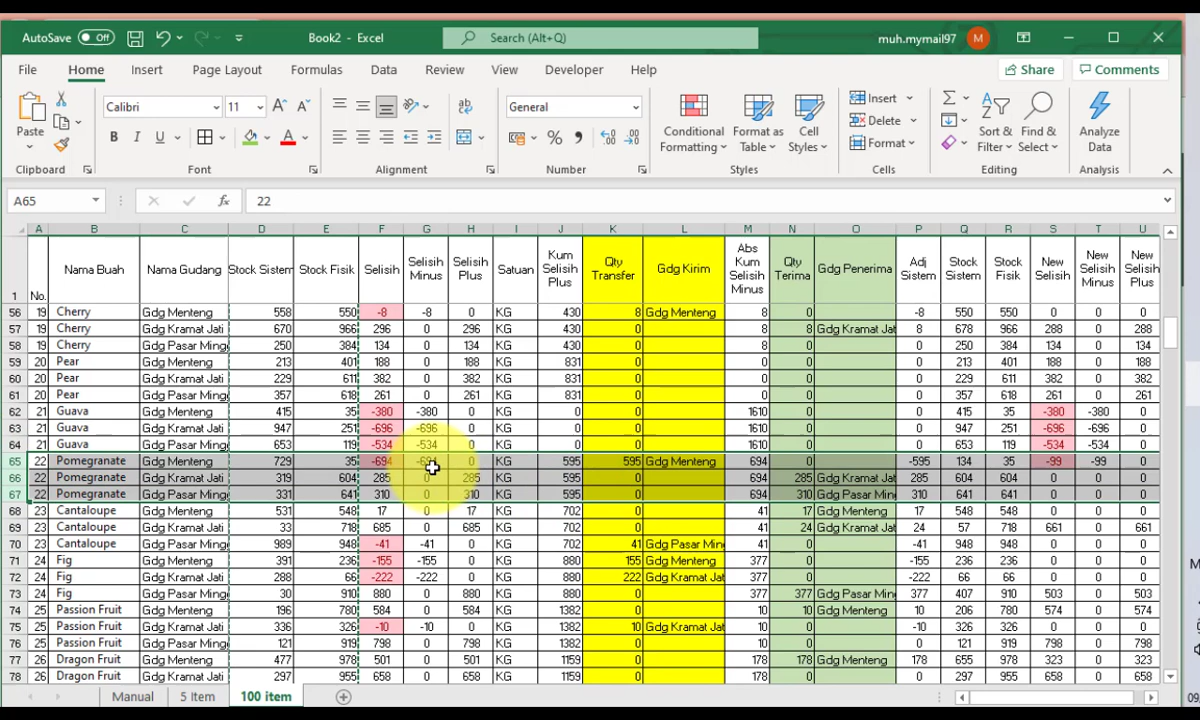 AutoSave Off Book2 - Excel Search (Alt+Q) muh.mymail97 M
File Home Insert Page Layout Formulas Data Review View Developer Help Share Comments
Paste Calibri 11 General Conditional Formatting Format as Table Cell Styles Insert Delete Format Sort & Filter Find & Select Analyze Data
Clipboard Font Alignment Number Styles Cells Editing Analysis
A65 fx 22
A B C D E F G H I J K L M N O P Q R S T U
1 No. Nama Buah Nama Gudang Stock Sistem Stock Fisik Selisih Selisih Minus Selisih Plus Satuan Kum Selisih Plus Qty Transfer Gdg Kirim Abs Kum Selisih Minus Qty Terima Gdg Penerima Adj Sistem Stock Sistem Stock Fisik New Selisih New Selisih Minus New Selisih Plus
56 19 Cherry Gdg Menteng 558 550 -8 -8 0 KG 430 8 Gdg Menteng 8 0 -8 550 550 0 0 0
57 19 Cherry Gdg Kramat Jati 670 966 296 0 296 KG 430 0 8 8 Gdg Kramat Jat 8 678 966 288 0 288
58 19 Cherry Gdg Pasar Ming 250 384 134 0 134 KG 430 0 8 0 0 250 384 134 0 134
59 20 Pear Gdg Menteng 213 401 188 0 188 KG 831 0 0 0 0 213 401 188 0 188
60 20 Pear Gdg Kramat Jati 229 611 382 0 382 KG 831 0 0 0 0 229 611 382 0 382
61 20 Pear Gdg Pasar Ming 357 618 261 0 261 KG 831 0 0 0 0 357 618 261 0 261
62 21 Guava Gdg Menteng 415 35 -380 -380 0 KG 0 0 1610 0 0 415 35 -380 -380 0
63 21 Guava Gdg Kramat Jati 947 251 -696 -696 0 KG 0 0 1610 0 0 947 251 -696 -696 0
64 21 Guava Gdg Pasar Ming 653 119 -534 -534 0 KG 0 0 1610 0 0 653 119 -534 -534 0
65 22 Pomegranate Gdg Menteng 729 35 -694 0 KG 595 595 Gdg Menteng 694 0 -595 134 35 -99 -99 0
66 22 Pomegranate Gdg Kramat Jati 319 604 285 0 285 KG 595 0 694 285 Gdg Kramat Jat 285 604 604 0 0 0
67 22 Pomegranate Gdg Pasar Ming 331 641 310 0 310 KG 595 0 694 310 Gdg Pasar Min 310 641 641 0 0 0
68 23 Cantaloupe Gdg Menteng 531 548 17 0 17 KG 702 0 41 17 Gdg Menteng 17 548 548 0 0 0
69 23 Cantaloupe Gdg Kramat Jati 33 718 685 0 685 KG 702 0 41 24 Gdg Kramat Jat 24 57 718 661 0 661
70 23 Cantaloupe Gdg Pasar Ming 989 948 -41 -41 0 KG 702 41 Gdg Pasar Min 41 0 -41 948 948 0 0 0
71 24 Fig Gdg Menteng 391 236 -155 -155 0 KG 880 155 Gdg Menteng 377 0 -155 236 236 0 0 0
72 24 Fig Gdg Kramat Jati 288 66 -222 -222 0 KG 880 222 Gdg Kramat Jat 377 0 -222 66 66 0 0 0
73 24 Fig Gdg Pasar Ming 30 910 880 0 880 KG 880 0 377 377 Gdg Pasar Min 377 407 910 503 0 503
74 25 Passion Fruit Gdg Menteng 196 780 584 0 584 KG 1382 0 10 10 Gdg Menteng 10 206 780 574 0 574
75 25 Passion Fruit Gdg Kramat Jati 336 326 -10 -10 0 KG 1382 10 Gdg Kramat Jat 10 0 -10 326 326 0 0 0
76 25 Passion Fruit Gdg Pasar Ming 121 919 798 0 798 KG 1382 0 10 0 0 121 919 798 0 798
77 26 Dragon Fruit Gdg Menteng 477 978 501 0 501 KG 1159 0 178 178 Gdg Menteng 178 655 978 323 0 323
78 26 Dragon Fruit Gdg Kramat Jati 297 955 658 0 658 KG 1159 0 178 0 0 297 955 658 0 658
Manual 5 Item 100 item